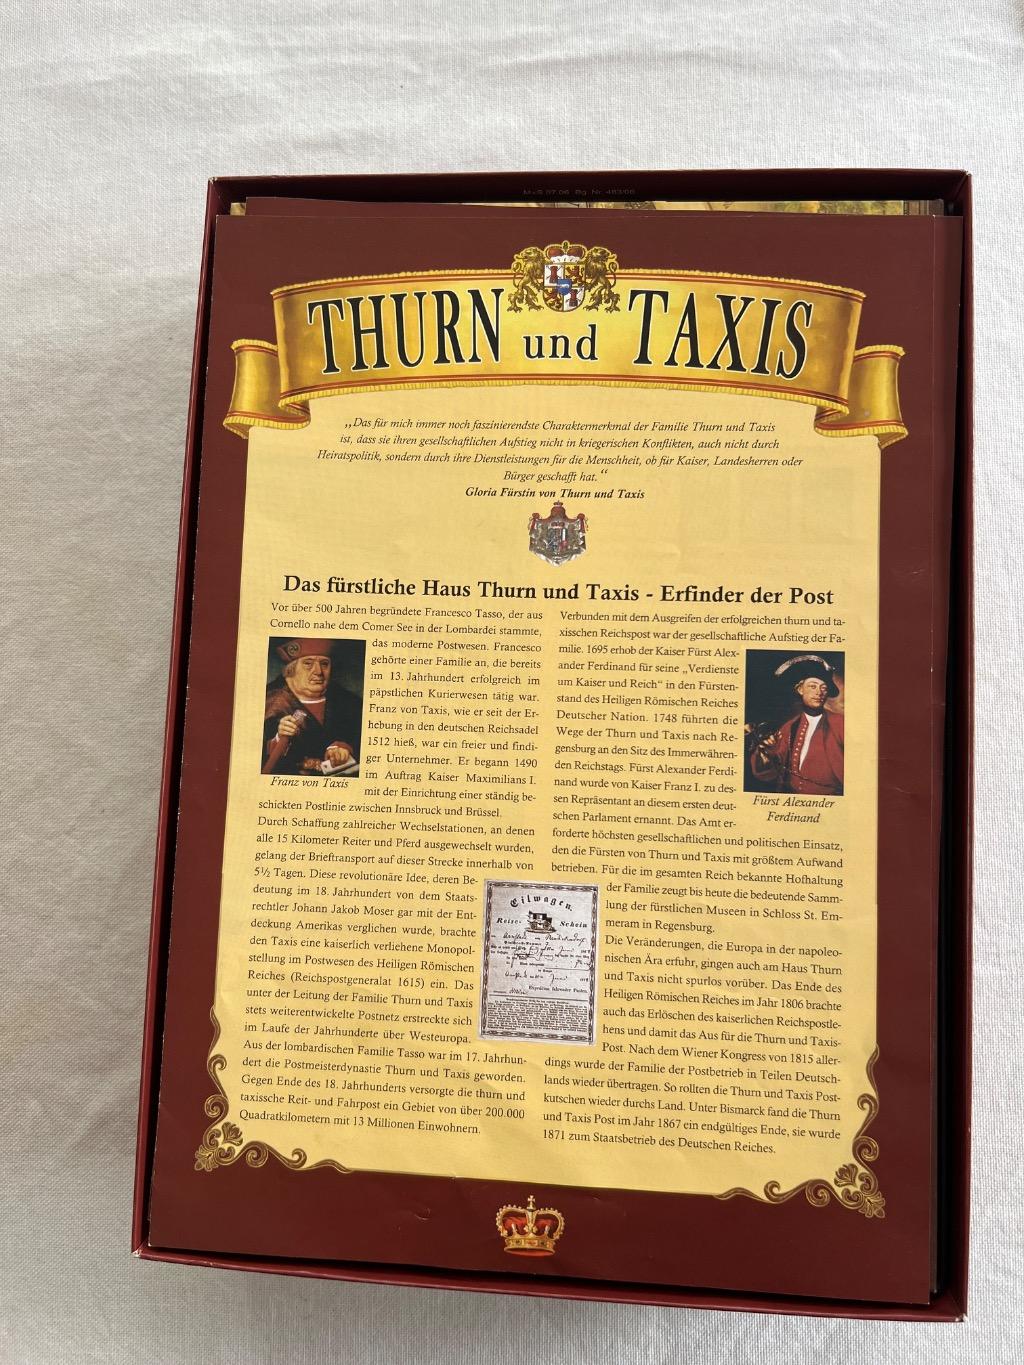 M+S 07.06 Bg. Nr. 483/06
THURN und TAXIS
„Das für mich immer noch faszinierendste Charaktermerkmal der Familie Thurn und Taxis
ist, dass sie ihren gesellschaftlichen Aufstieg nicht in kriegerischen Konflikten, auch nicht durch
Heiratspolitik, sondern durch ihre Dienstleistungen für die Menschheit, ob für Kaiser, Landesherren oder
Bürger geschafft hat.“
Gloria Fürstin von Thurn und Taxis
Das fürstliche Haus Thurn und Taxis - Erfinder der Post
Vor über 500 Jahren begründete Francesco Tasso, der aus
Cornello nahe dem Comer See in der Lombardei stammte,
das moderne Postwesen. Francesco
gehörte einer Familie an, die bereits
im 13. Jahrhundert erfolgreich im
päpstlichen Kurierwesen tätig war.
Franz von Taxis, wie er seit der Er-
hebung in den deutschen Reichsadel
1512 hieß, war ein freier und findi-
ger Unternehmer. Er begann 1490
im Auftrag Kaiser Maximilians I.
mit der Einrichtung einer ständig be-
Franz von Taxis
schickten Postlinie zwischen Innsbruck und Brüssel.
Durch Schaffung zahlreicher Wechselstationen, an denen
alle 15 Kilometer Reiter und Pferd ausgewechselt wurden,
gelang der Brieftransport auf dieser Strecke innerhalb von
5½ Tagen. Diese revolutionäre Idee, deren Be-
deutung im 18. Jahrhundert von dem Staats-
rechtler Johann Jakob Moser gar mit der Ent-
deckung Amerikas verglichen wurde, brachte
den Taxis eine kaiserlich verliehene Monopol-
stellung im Postwesen des Heiligen Römischen
Reiches (Reichspostgeneralat 1615) ein. Das
unter der Leitung der Familie Thurn und Taxis
stets weiterentwickelte Postnetz erstreckte sich
im Laufe der Jahrhunderte über Westeuropa.
Aus der lombardischen Familie Tasso war im 17. Jahrhun-
dert die Postmeisterdynastie Thurn und Taxis geworden.
Gegen Ende des 18. Jahrhunderts versorgte die thurn und
taxissche Reit- und Fahrpost ein Gebiet von über 200.000
Quadratkilometern mit 13 Millionen Einwohnern.
Eilwagen.
Reise- Schein
Verbunden mit dem Ausgreifen der erfolgreichen thurn und ta-
xisschen Reichspost war der gesellschaftliche Aufstieg der Fa-
milie. 1695 erhob der Kaiser Fürst Alex-
ander Ferdinand für seine „Verdienste
um Kaiser und Reich“ in den Fürsten-
stand des Heiligen Römischen Reiches
Deutscher Nation. 1748 führten die
Wege der Thurn und Taxis nach Re-
gensburg an den Sitz des Immerwähren-
den Reichstags. Fürst Alexander Ferdi-
nand wurde von Kaiser Franz I. zu des-
sen Repräsentant an diesem ersten deut-
schen Parlament ernannt. Das Amt er-
Fürst Alexander
Ferdinand
forderte höchsten gesellschaftlichen und politischen Einsatz,
den die Fürsten von Thurn und Taxis mit größtem Aufwand
betrieben. Für die im gesamten Reich bekannte Hofhaltung
der Familie zeugt bis heute die bedeutende Samm-
lung der fürstlichen Museen in Schloss St. Em-
meram in Regensburg.
Die Veränderungen, die Europa in der napoleo-
nischen Ära erfuhr, gingen auch am Haus Thurn
und Taxis nicht spurlos vorüber. Das Ende des
Heiligen Römischen Reiches im Jahr 1806 brachte
auch das Erlöschen des kaiserlichen Reichspostle-
hens und damit das Aus für die Thurn und Taxis-
Post. Nach dem Wiener Kongress von 1815 aller-
dings wurde der Familie der Postbetrieb in Teilen Deutsch-
lands wieder übertragen. So rollten die Thurn und Taxis Post-
kutschen wieder durchs Land. Unter Bismarck fand die Thurn
und Taxis Post im Jahr 1867 ein endgültiges Ende, sie wurde
1871 zum Staatsbetrieb des Deutschen Reiches.